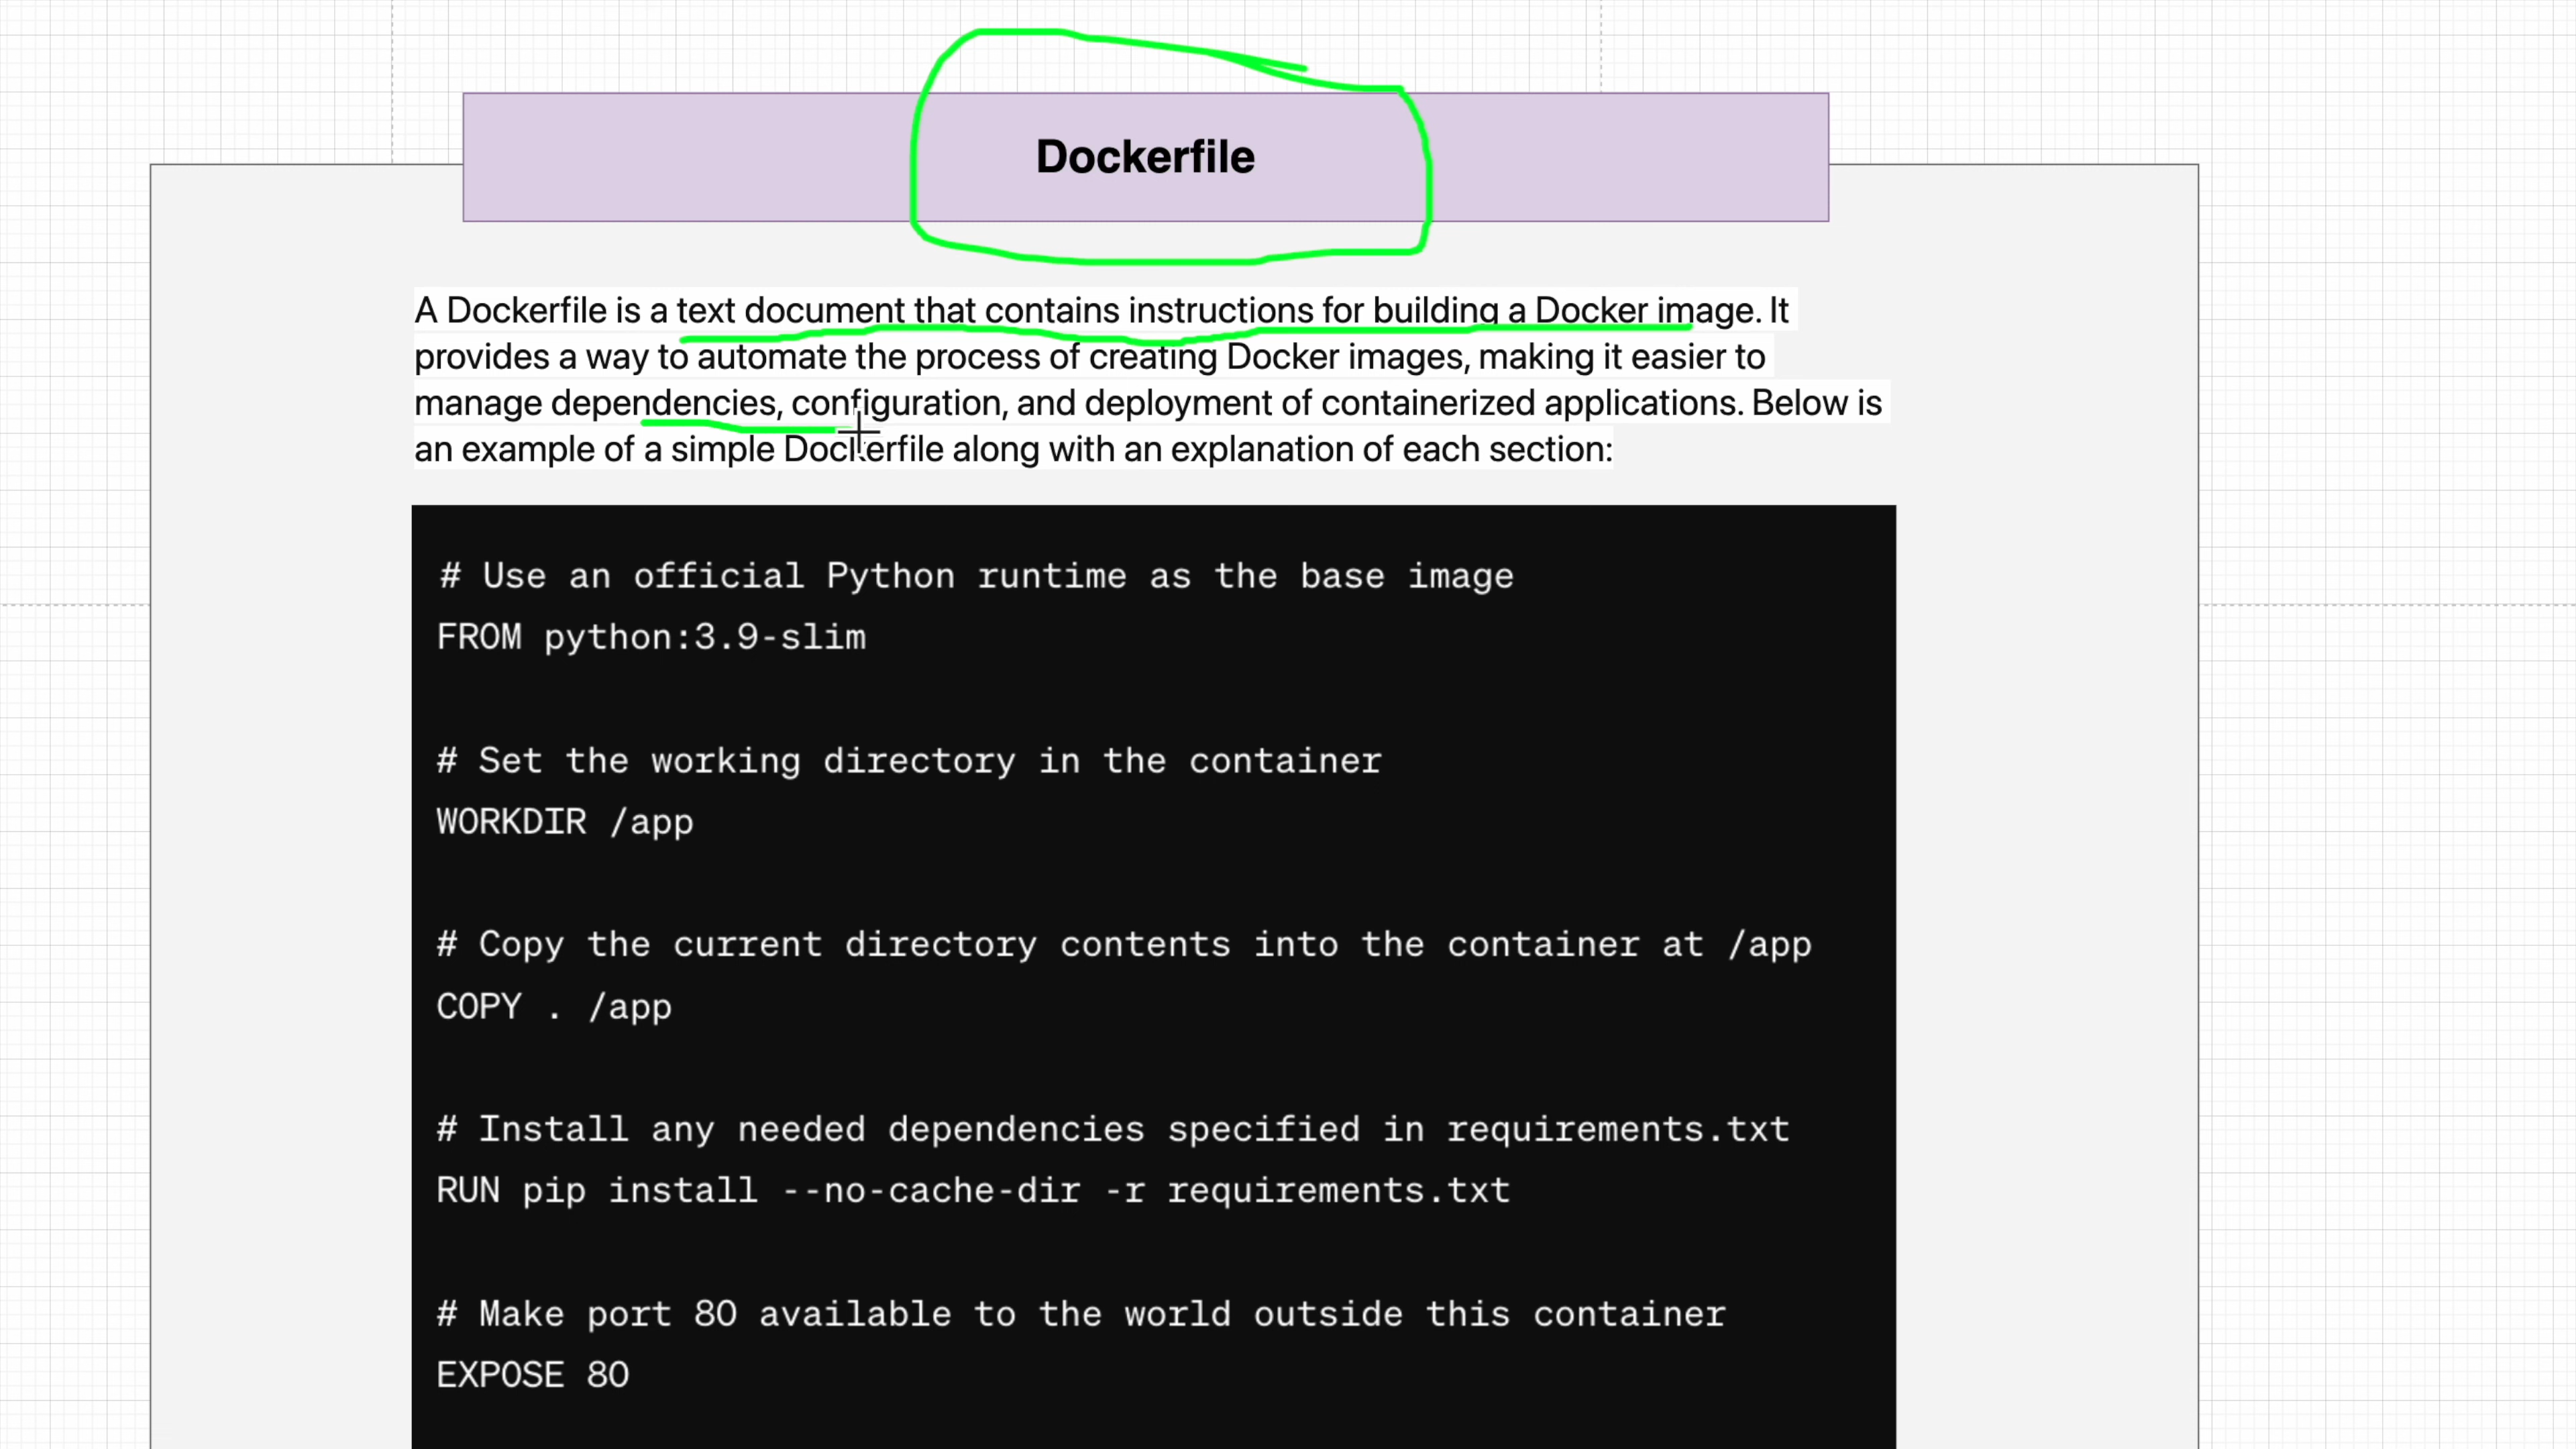 Dockerfile
A Dockerfile is a text document that contains instructions for building a Docker image. It
provides a way to automate the process of creating Docker images, making it easier to
manage dependencies, configuration, and deployment of containerized applications. Below is
an example of a simple Dockerfile along with an explanation of each section:
# Use an official Python runtime as the base image
FROM python:3.9-slim
# Set the working directory in the container
WORKDIR /app
# Copy the current directory contents into the container at /app
COPY . /app
# Install any needed dependencies specified in requirements.txt
RUN pip install --no-cache-dir -r requirements.txt
# Make port 80 available to the world outside this container
EXPOSE 80